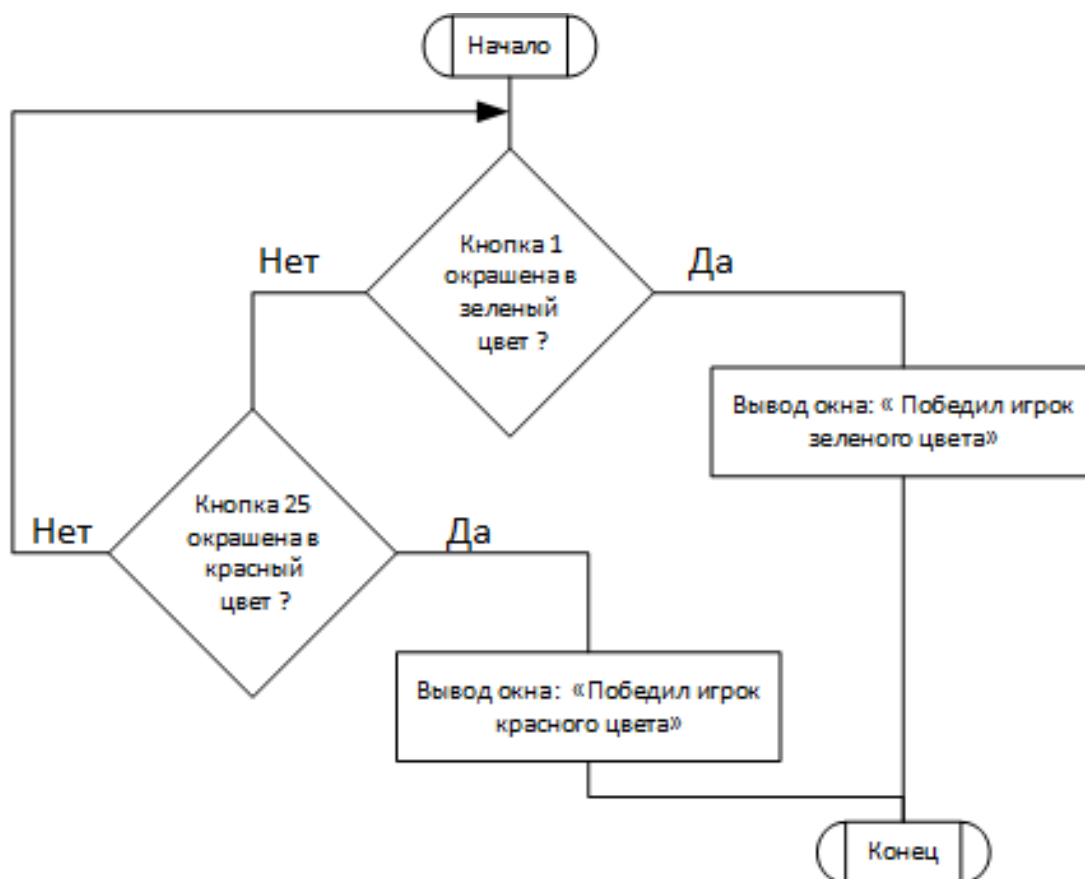 Начало
Кнопка 1
окрашена в
зеленый
цвет ?
Нет
Да
Вывод окна: « Победил игрок
зеленого цвета»
Кнопка 25
окрашена в
красный
цвет ?
Нет
Да
Вывод окна: «Победил игрок
красного цвета»
Конец